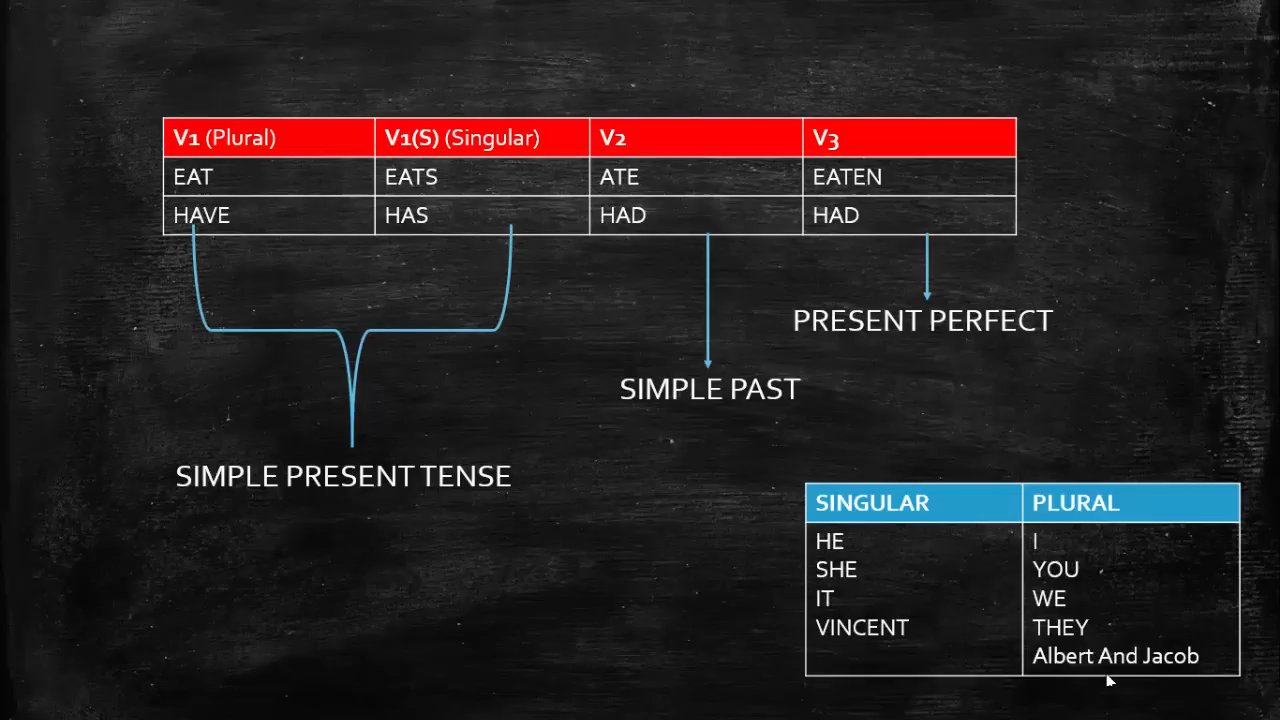 V1 (Plural) V1(S) (Singular) V2 V3
EAT EATS ATE EATEN
HAVE HAS HAD HAD
PRESENT PERFECT
SIMPLE PAST
SIMPLE PRESENT TENSE
SINGULAR PLURAL
HE I
SHE YOU
IT WE
VINCENT THEY
Albert And Jacob